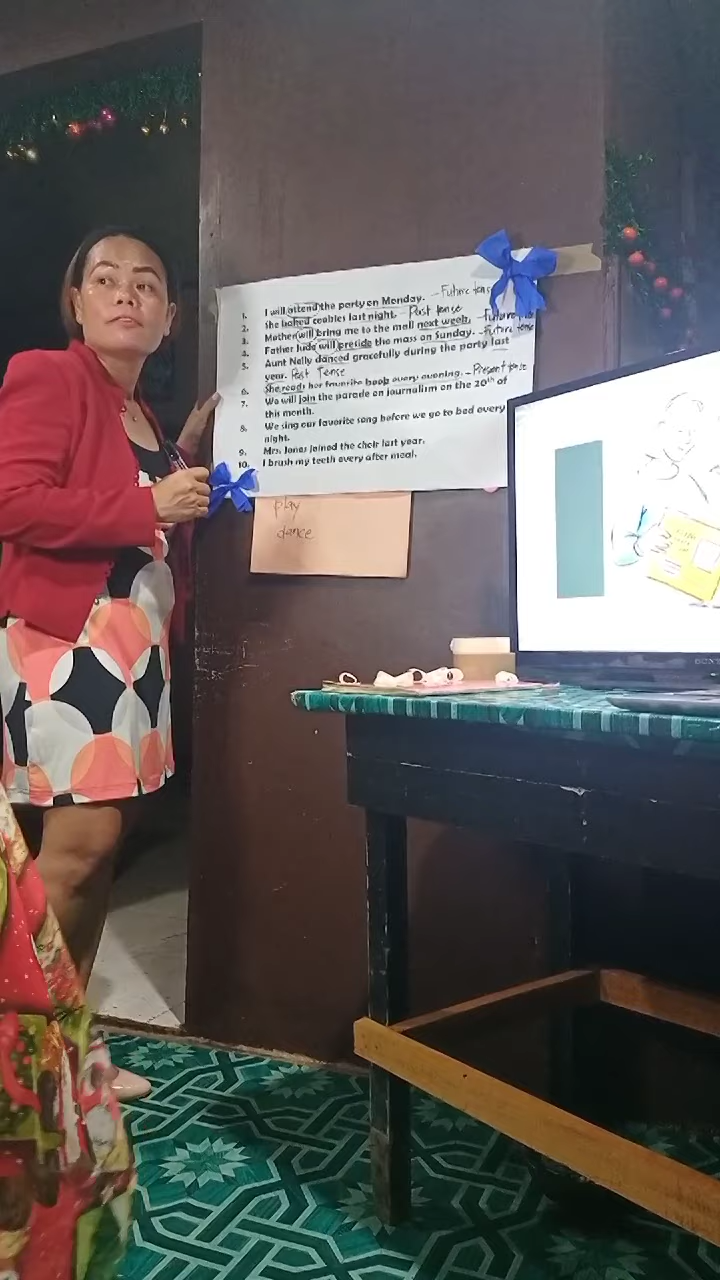 1. I will attend the party on Monday. - Future tens
2. She baked cookies last night. - Past tense
3. Mother will bring me to the mall next week. - Future
4. Father Jude will preside the mass on Sunday. - Future tense
5. Aunt Nelly danced gracefully during the party last
year. Past Tense
6. She reads her favorite book every evening. - Present tense
7. We will join the parade on journalism on the 20th of
this month.
8. We sing our favorite song before we go to bed every
night.
9. Mrs. Jones joined the choir last year.
10. I brush my teeth every after meal.
play
dance
SONY